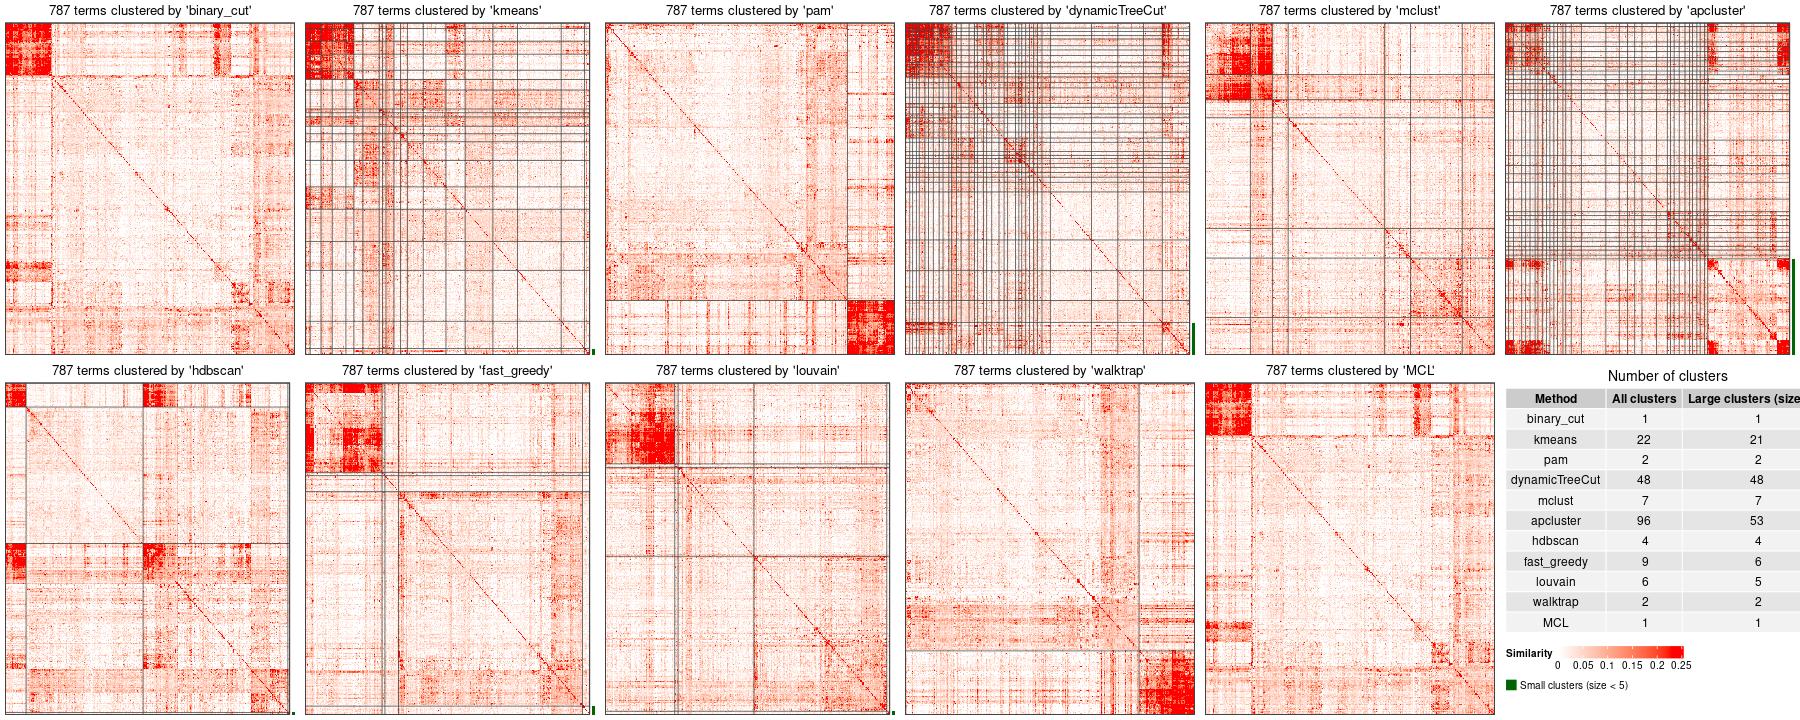 787 terms clustered by 'binary_cut'
787 terms clustered by 'kmeans'
787 terms clustered by 'pam'
787 terms clustered by 'dynamicTreeCut'
787 terms clustered by 'mclust'
787 terms clustered by 'apcluster'
787 terms clustered by 'hdbscan'
787 terms clustered by 'fast_greedy'
787 terms clustered by 'louvain'
787 terms clustered by 'walktrap'
787 terms clustered by 'MCL'
Number of clusters
Method All clusters Large clusters (size
binary_cut 1 1
kmeans 22 21
pam 2 2
dynamicTreeCut 48 48
mclust 7 7
apcluster 96 53
hdbscan 4 4
fast_greedy 9 6
louvain 6 5
walktrap 2 2
MCL 1 1
Similarity
0 0.05 0.1 0.15 0.2 0.25
Small clusters (size < 5)